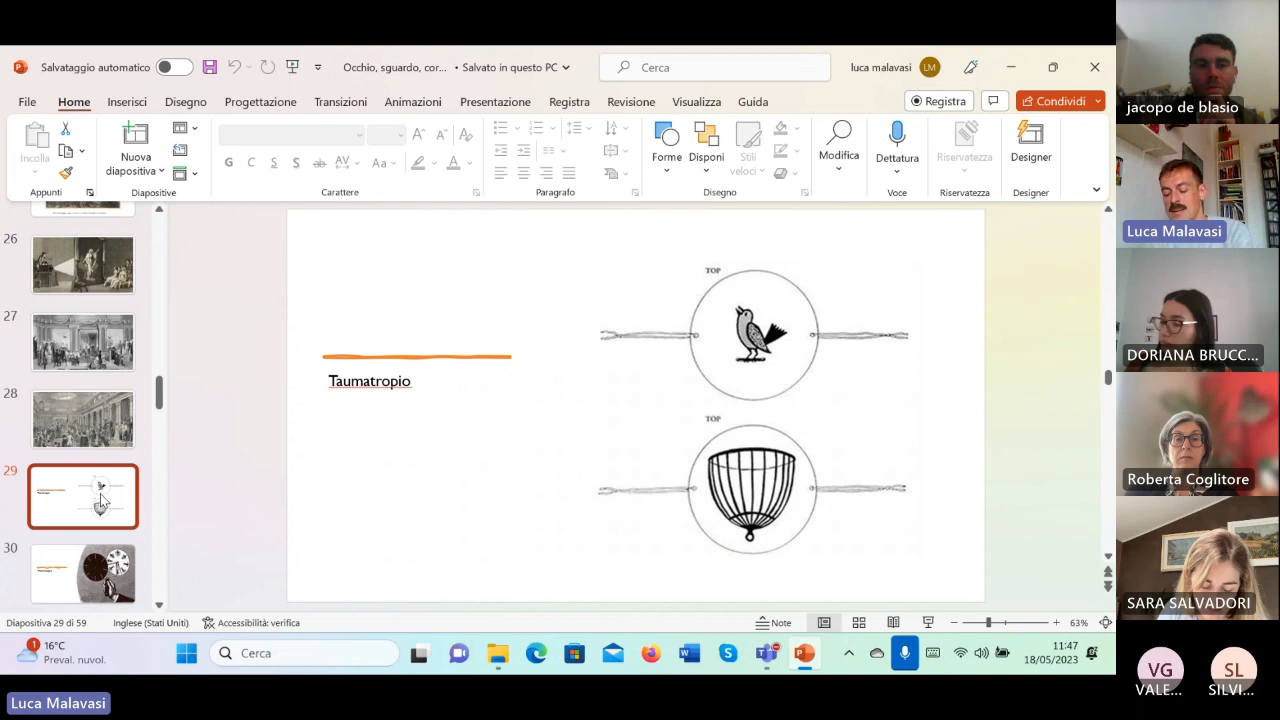 Salvataggio automatico
Occhio, sguardo, cor... • Salvato in questo PC
Cerca
luca malavasi
LM
File
Home
Inserisci
Disegno
Progettazione
Transizioni
Animazioni
Presentazione
Registra
Revisione
Visualizza
Guida
Registra
Condividi
Incolla
Nuova
diapositiva
G C S S ab AV Aa A
Forme
Disponi
Stili
veloci
Modifica
Dettatura
Riservatezza
Designer
Appunti
Diapositive
Carattere
Paragrafo
Disegno
Voce
Riservatezza
Designer
26
27
28
29
30
TOP
Taumatropio
TOP
Diapositiva 29 di 59
Inglese (Stati Uniti)
Accessibilità: verifica
Note
63%
1
16°C
Preval. nuvol
Cerca
11:47
18/05/2023
Luca Malavasi
jacopo de blasio
Luca Malavasi
DORIANA BRUCC...
Roberta Coglitore
SARA SALVADORI
VG
VALE...
SL
SILVI...